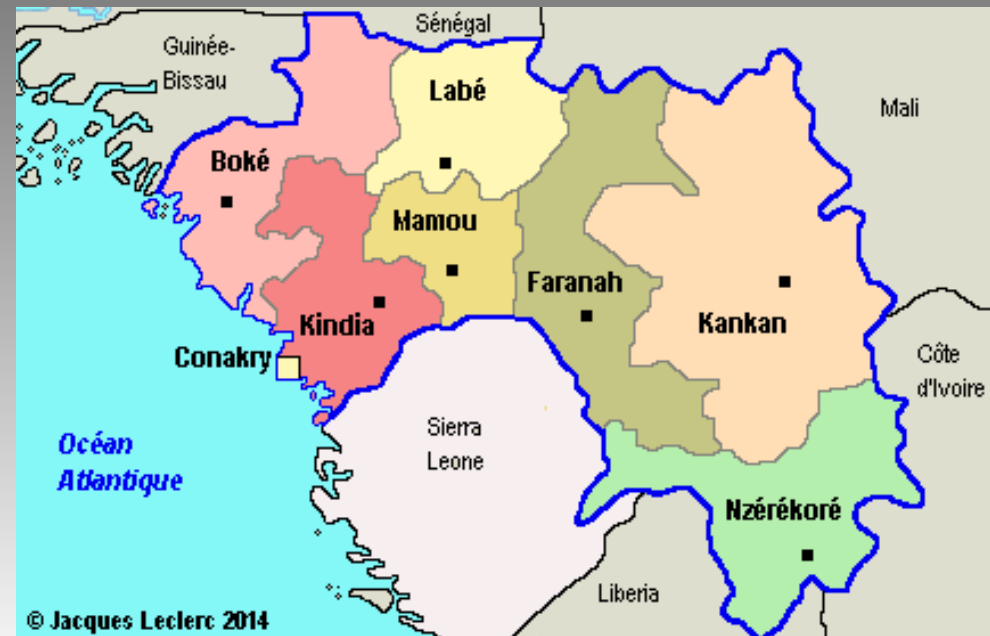 Sénégal
Guinée-
Bissau
Labé
Mali
Boké
Mamou
Faranah
Kindia
Kankan
Conakry
Côte
d'Ivoire
Océan
Atlantique
Sierra
Leone
Nzérékoré
Liberia
© Jacques Leclerc 2014